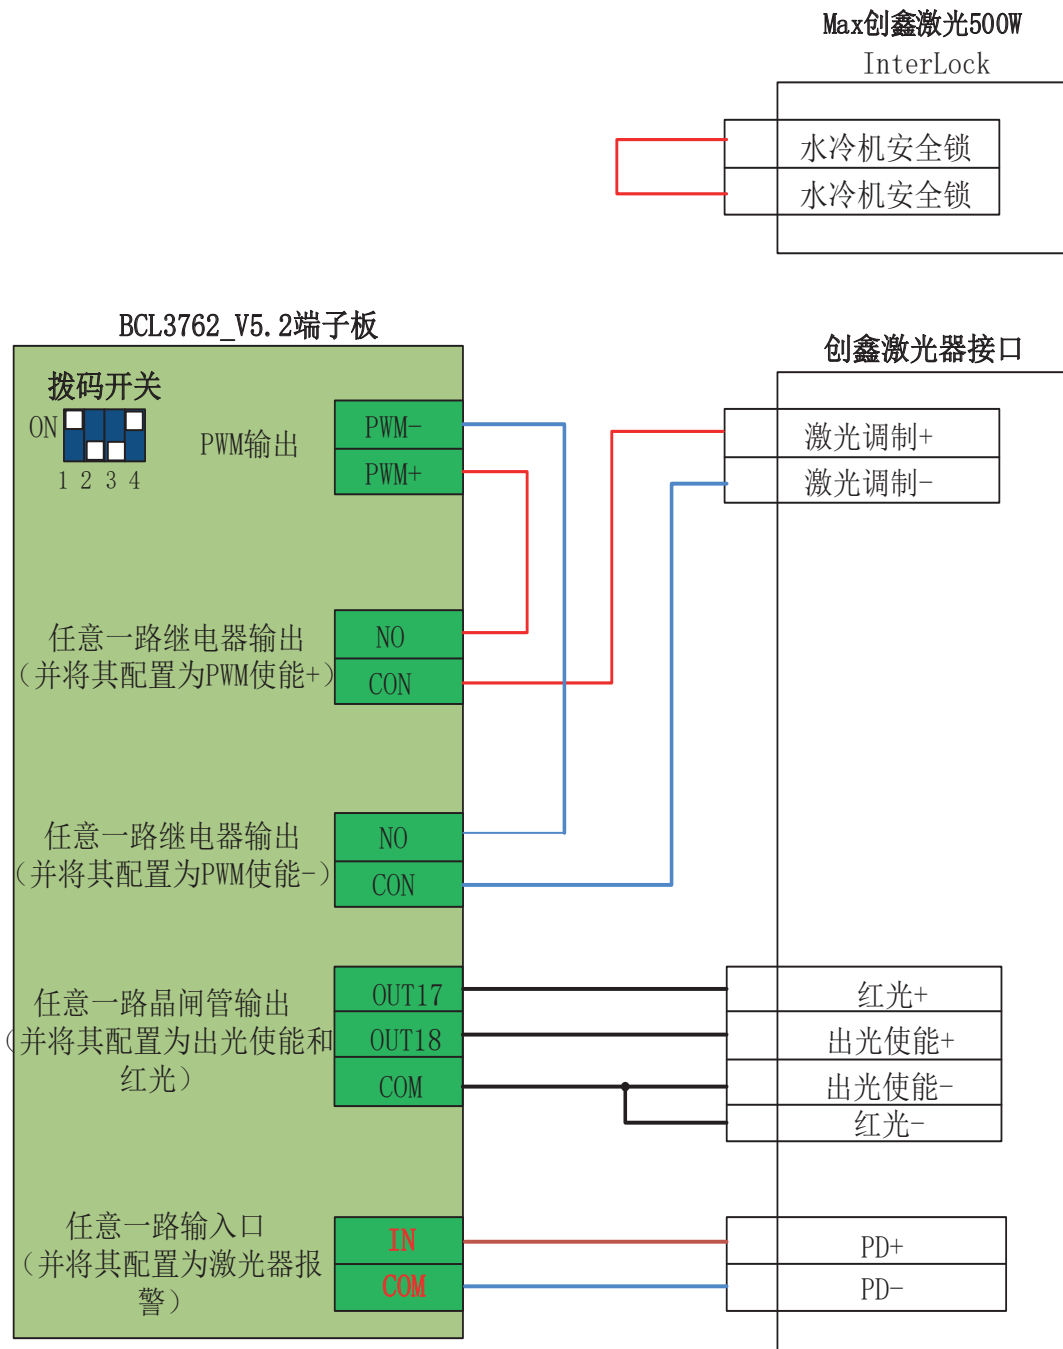 Max创鑫激光500W
InterLock
水冷机安全锁
水冷机安全锁
BCL3762_V5.2端子板
创鑫激光器接口
拨码开关
ON
1 2 3 4
PWM输出
PWM-
PWM+
激光调制+
激光调制-
任意一路继电器输出
（并将其配置为PWM使能+）
NO
CON
任意一路继电器输出
（并将其配置为PWM使能-）
NO
CON
任意一路晶闸管输出
（并将其配置为出光使能和
红光）
OUT17
OUT18
COM
红光+
出光使能+
出光使能-
红光-
任意一路输入口
（并将其配置为激光器报
警）
IN
COM
PD+
PD-